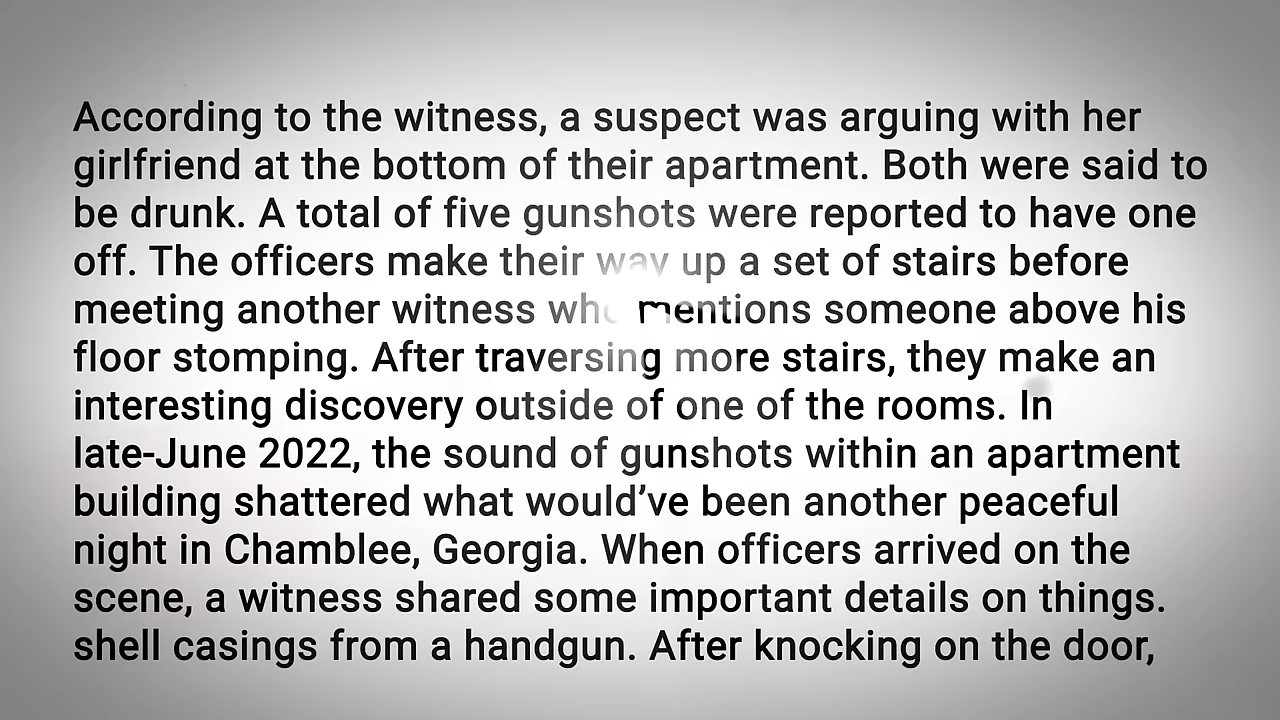 According to the witness, a suspect was arguing with her
girlfriend at the bottom of their apartment. Both were said to
be drunk. A total of five gunshots were reported to have one
off. The officers make their way up a set of stairs before
meeting another witness who mentions someone above his
floor stomping. After traversing more stairs, they make an
interesting discovery outside of one of the rooms. In
late-June 2022, the sound of gunshots within an apartment
building shattered what would’ve been another peaceful
night in Chamblee, Georgia. When officers arrived on the
scene, a witness shared some important details on things.
shell casings from a handgun. After knocking on the door,